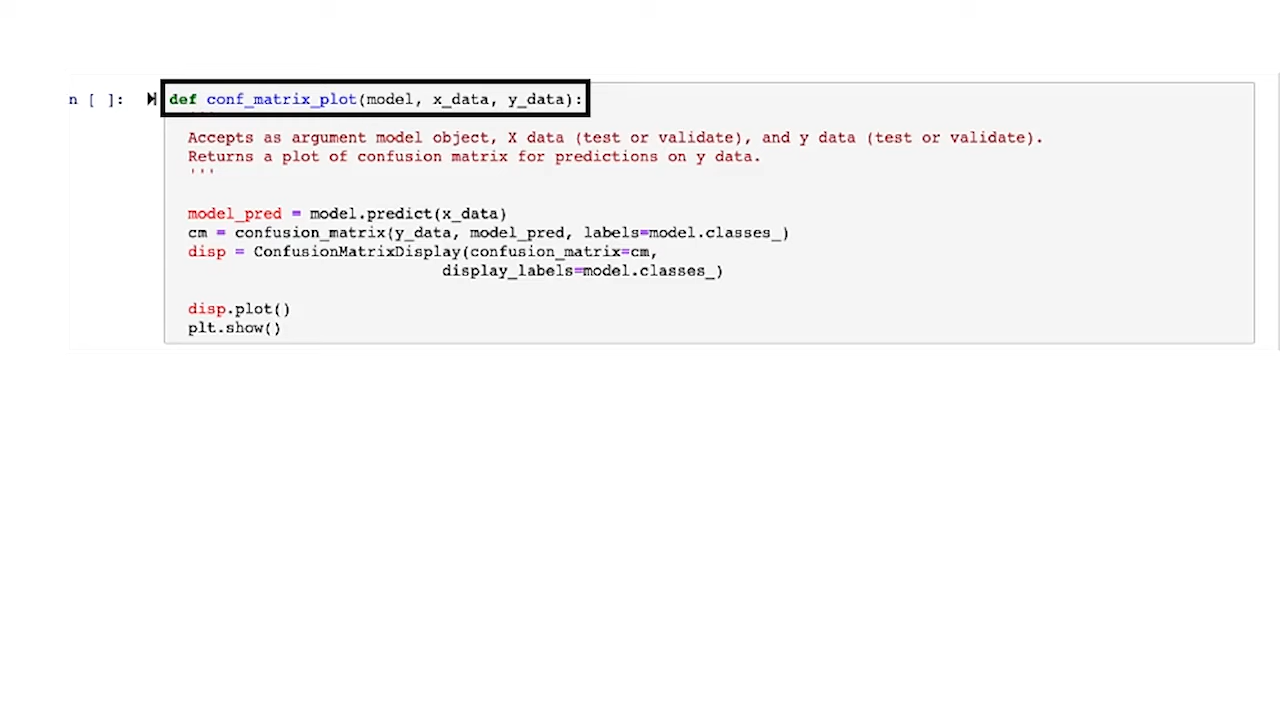 n [ ]: def conf_matrix_plot(model, x_data, y_data):
'''
Accepts as argument model object, X data (test or validate), and y data (test or validate).
Returns a plot of confusion matrix for predictions on y data.
'''
model_pred = model.predict(x_data)
cm = confusion_matrix(y_data, model_pred, labels=model.classes_)
disp = ConfusionMatrixDisplay(confusion_matrix=cm,
display_labels=model.classes_)
disp.plot()
plt.show()